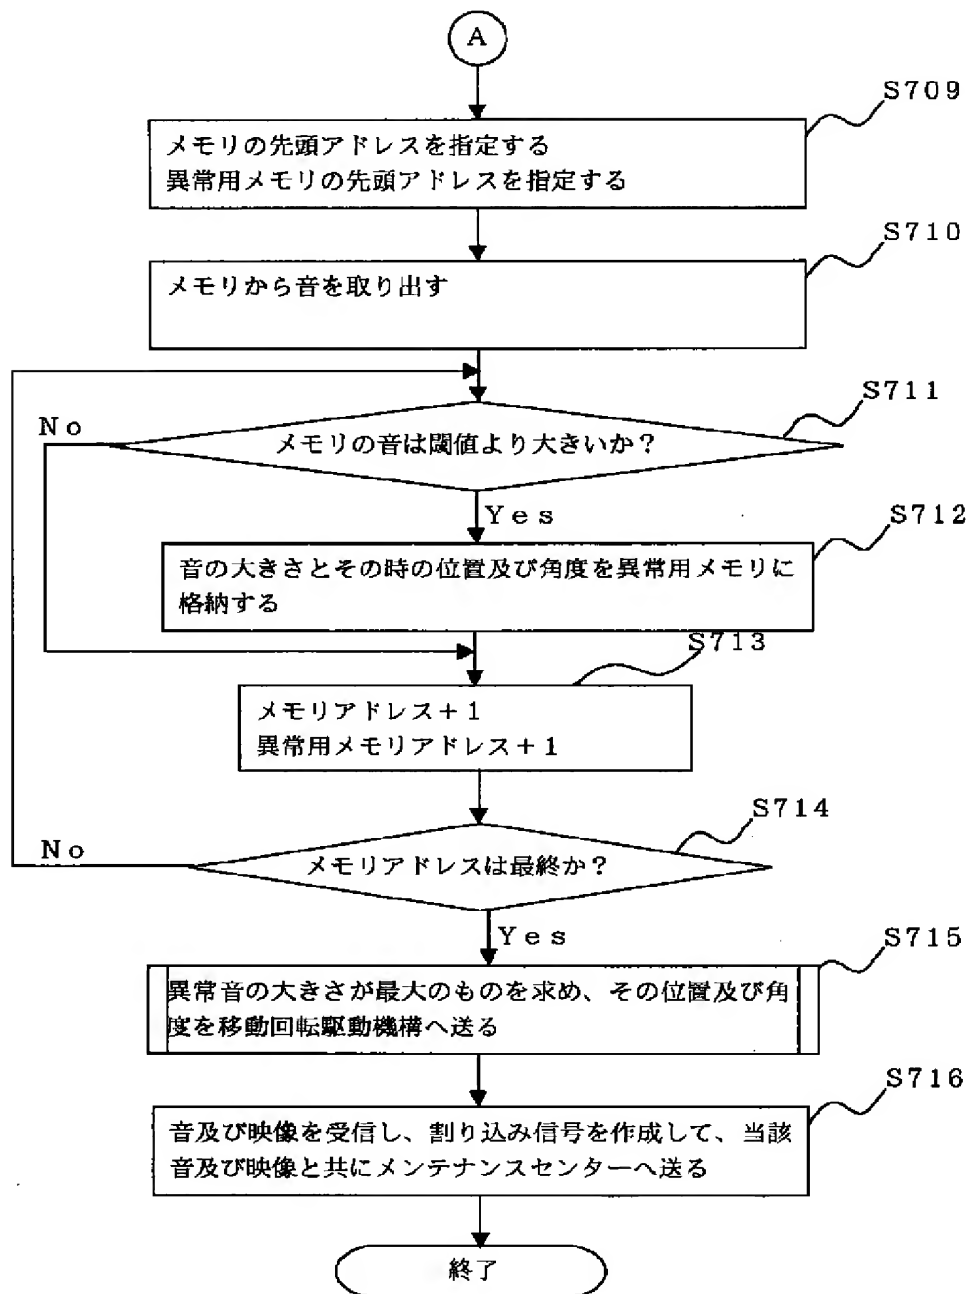 A
S709
メモリの先頭アドレスを指定する
異常用メモリの先頭アドレスを指定する
S710
メモリから音を取り出す
S711
No
メモリの音は閾値より大きいか？
Yes
S712
音の大きさとその時の位置及び角度を異常用メモリに
格納する
S713
メモリアドレス＋1
異常用メモリアドレス＋1
S714
No
メモリアドレスは最終か？
Yes
S715
異常音の大きさが最大のものを求め、その位置及び角
度を移動回転駆動機構へ送る
S716
音及び映像を受信し、割り込み信号を作成して、当該
音及び映像と共にメンテナンスセンターへ送る
終了